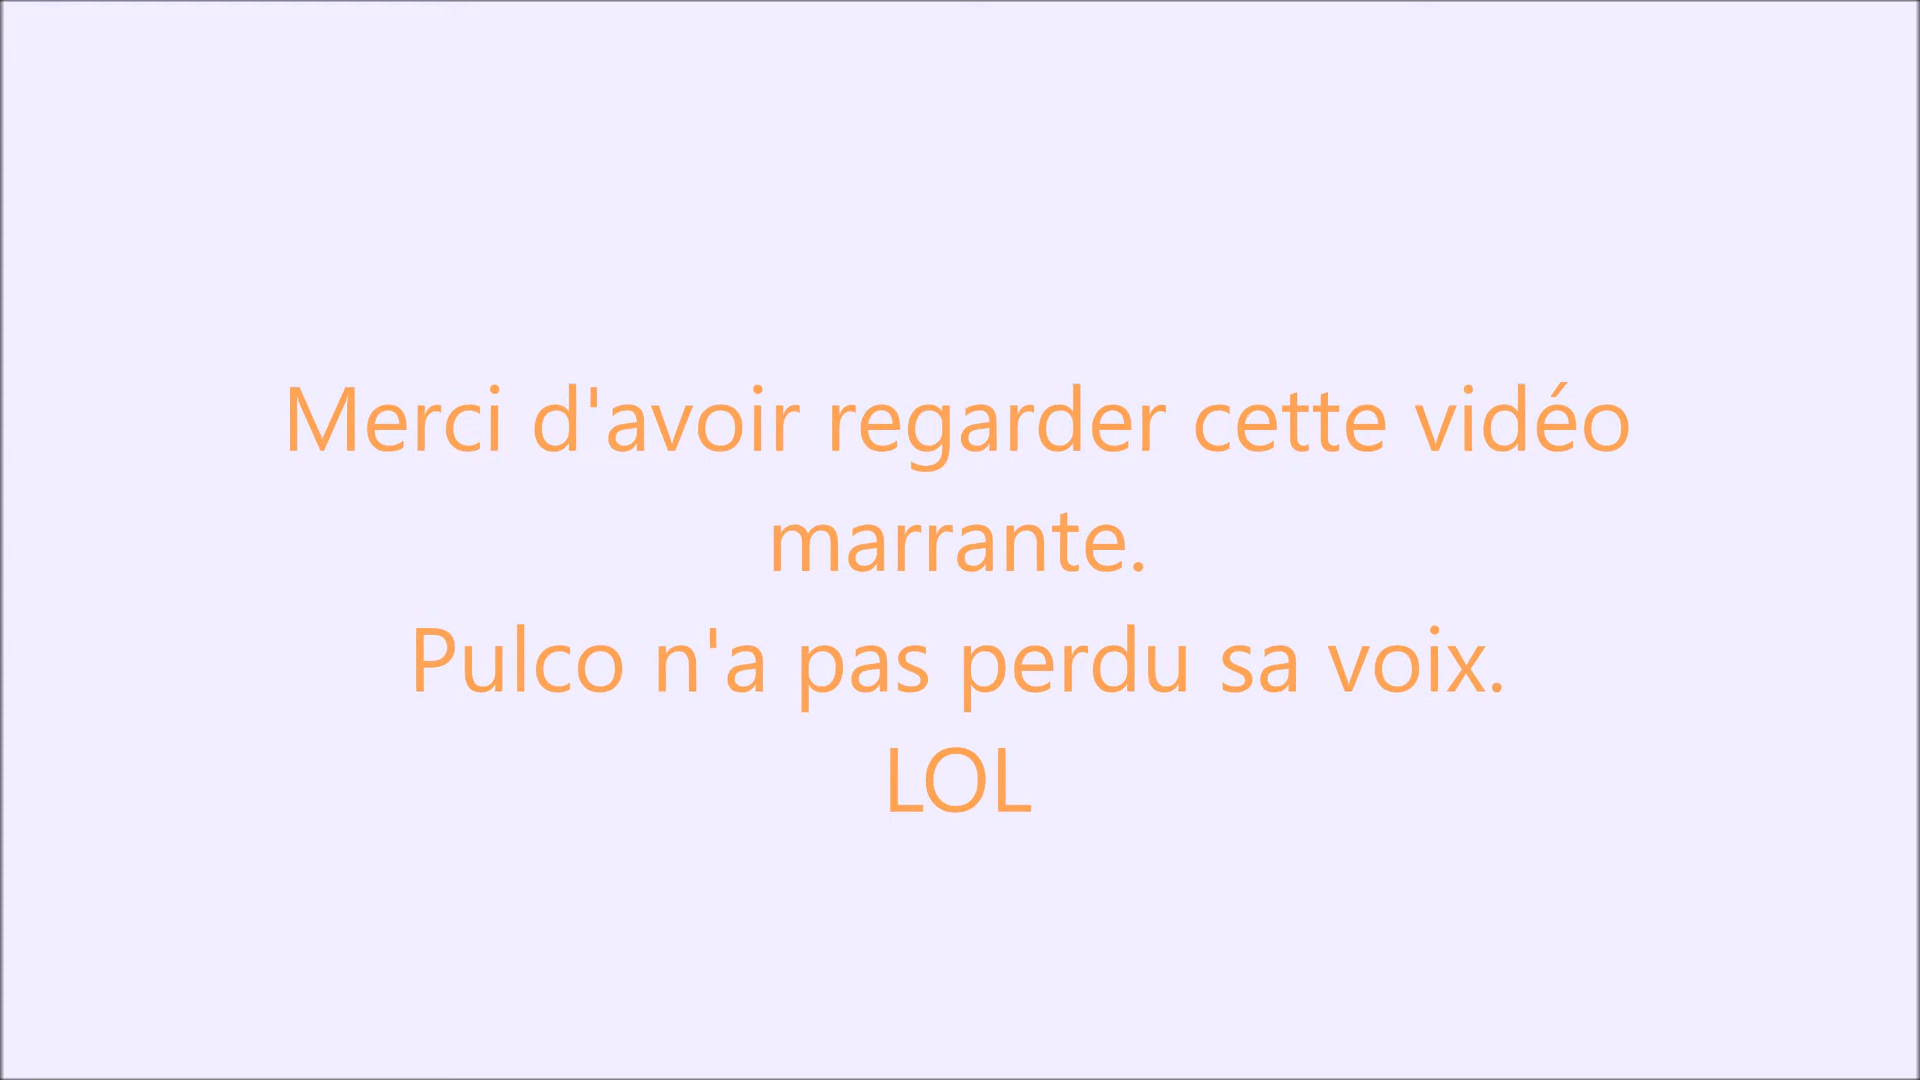 Merci d'avoir regarder cette vidéo
marrante.
Pulco n'a pas perdu sa voix.
LOL